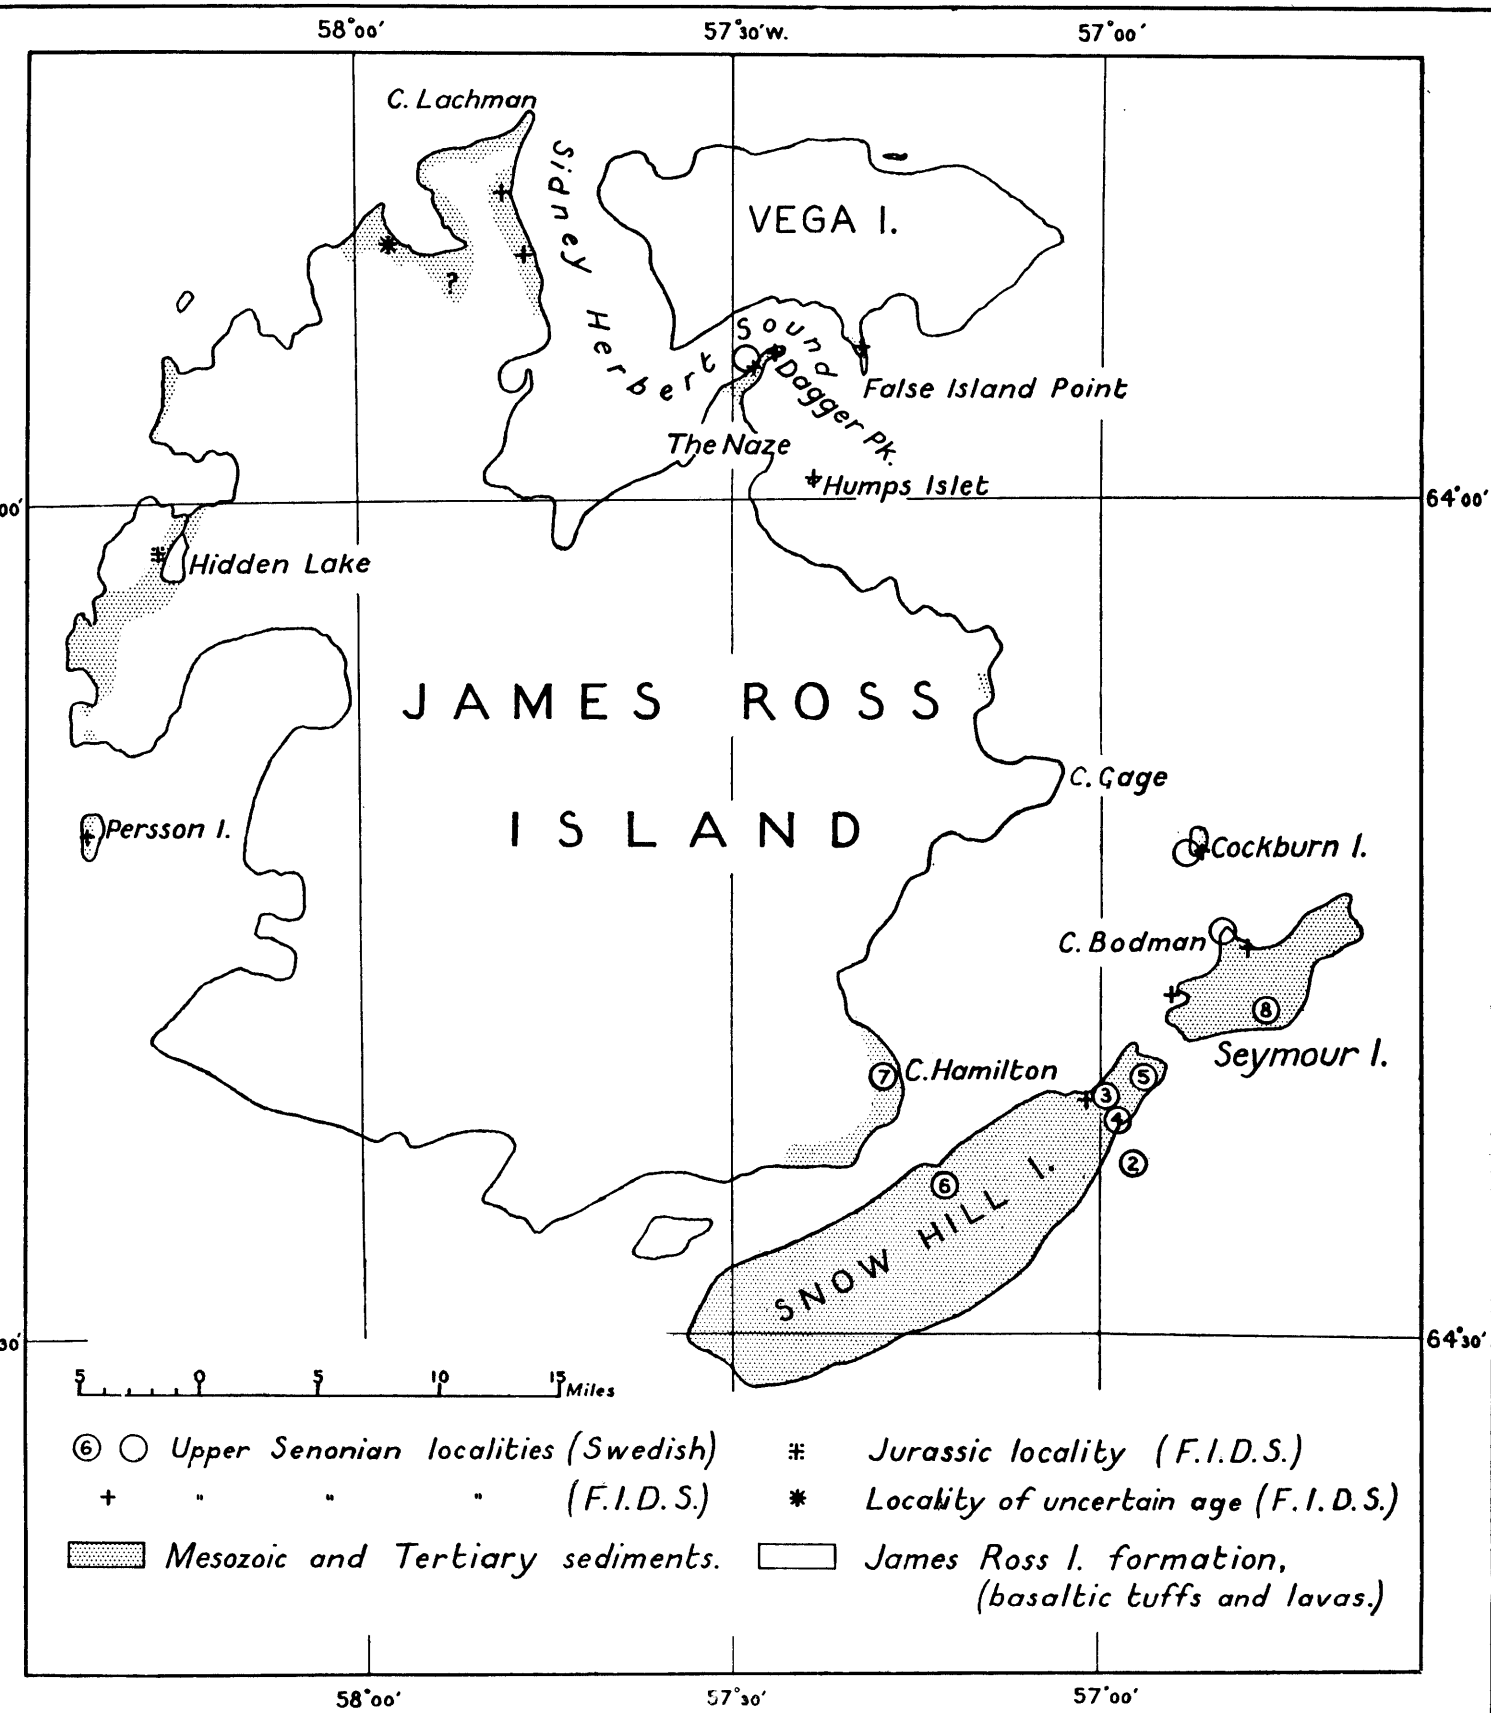 58°00′
57°30′W.
57°00′
C. Lachman
Sidney Herbert Sound
VEGA I.
?
False Island Point
Dagger Pk.
The Naze
Humps Islet
00′
64°00′
Hidden Lake
JAMES ROSS
ISLAND
C. Gage
Persson I.
Cockburn I.
C. Bodman
8
Seymour I.
7
C. Hamilton
5
3
4
2
6
SNOW HILL I.
30′
64°30′
5 0 5 10 15 Miles
6 Upper Senonian localities (Swedish)
" " " (F.I.D.S.)
Mesozoic and Tertiary sediments.
Jurassic locality (F.I.D.S.)
Locality of uncertain age (F.I.D.S.)
James Ross I. formation,
(basaltic tuffs and lavas.)
58°00′
57°30′
57°00′